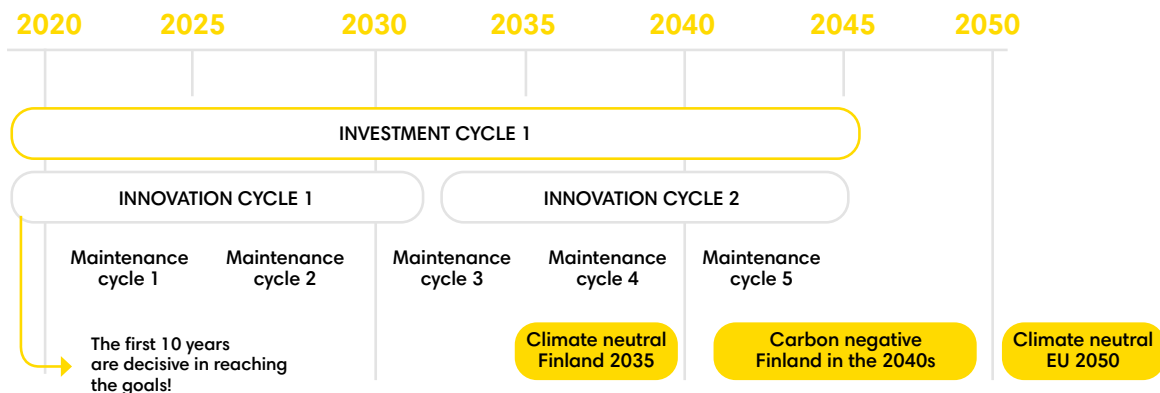 2020 2025 2030 2035 2040 2045 2050
INVESTMENT CYCLE 1
INNOVATION CYCLE 1
INNOVATION CYCLE 2
Maintenance
cycle 1
Maintenance
cycle 2
Maintenance
cycle 3
Maintenance
cycle 4
Maintenance
cycle 5
The first 10 years
are decisive in reaching
the goals!
Climate neutral
Finland 2035
Carbon negative
Finland in the 2040s
Climate neutral
EU 2050